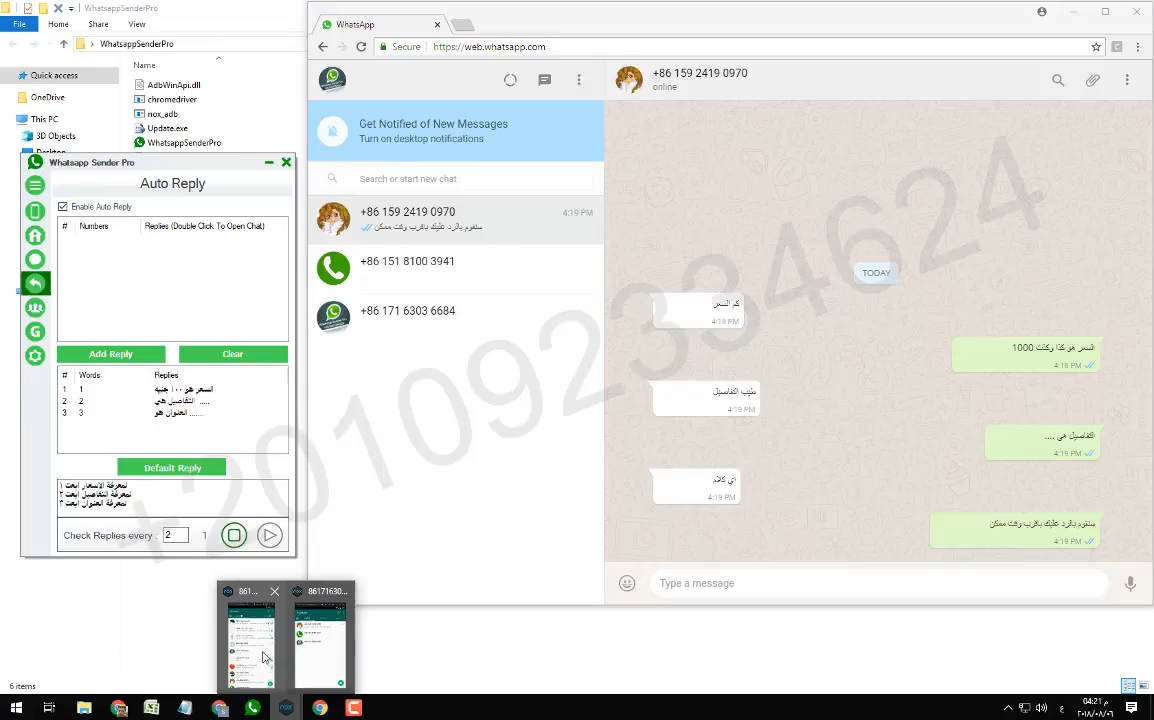 WhatsappSenderPro
File
Home
Share
View
WhatsappSenderPro
Quick access
OneDrive
This PC
3D Objects
Desktop
Name
AdbWinApi.dll
chromedriver
nox_adb
Update.exe
WhatsappSenderPro
Whatsapp Sender Pro
Auto Reply
Enable Auto Reply
# Numbers Replies (Double Click To Open Chat)
Add Reply
Clear
# Words Replies
1 1 السعر هو ١٠٠ جنيه
2 2 التفاصيل هي .....
3 3 العنوان هو .......
Default Reply
لمعرفة الأسعار ابعت ١
لمعرفة التفاصيل ابعت ٢
لمعرفة العنوان ابعت ٣
Check Replies every : 2 1
6 items
WhatsApp
Secure
https://web.whatsapp.com
Get Notified of New Messages
Turn on desktop notifications
Search or start new chat
+86 159 2419 0970
4:19 PM
سنقوم بالرد عليك باقرب وقت ممكن
+86 151 8100 3941
+86 171 6303 6684
+86 159 2419 0970
online
TODAY
كم السعر
4:18 PM
السعر هو كذا وكذا 1000
4:18 PM
طيب التفاصيل
4:19 PM
التفاصيل هي ....
4:19 PM
اي كلام
4:19 PM
سنقوم بالرد عليك باقرب وقت ممكن
4:19 PM
Type a message
+201092334624
861...
86171630...
nox
04:21 م
٢٠١٨/٠٨/٠٦